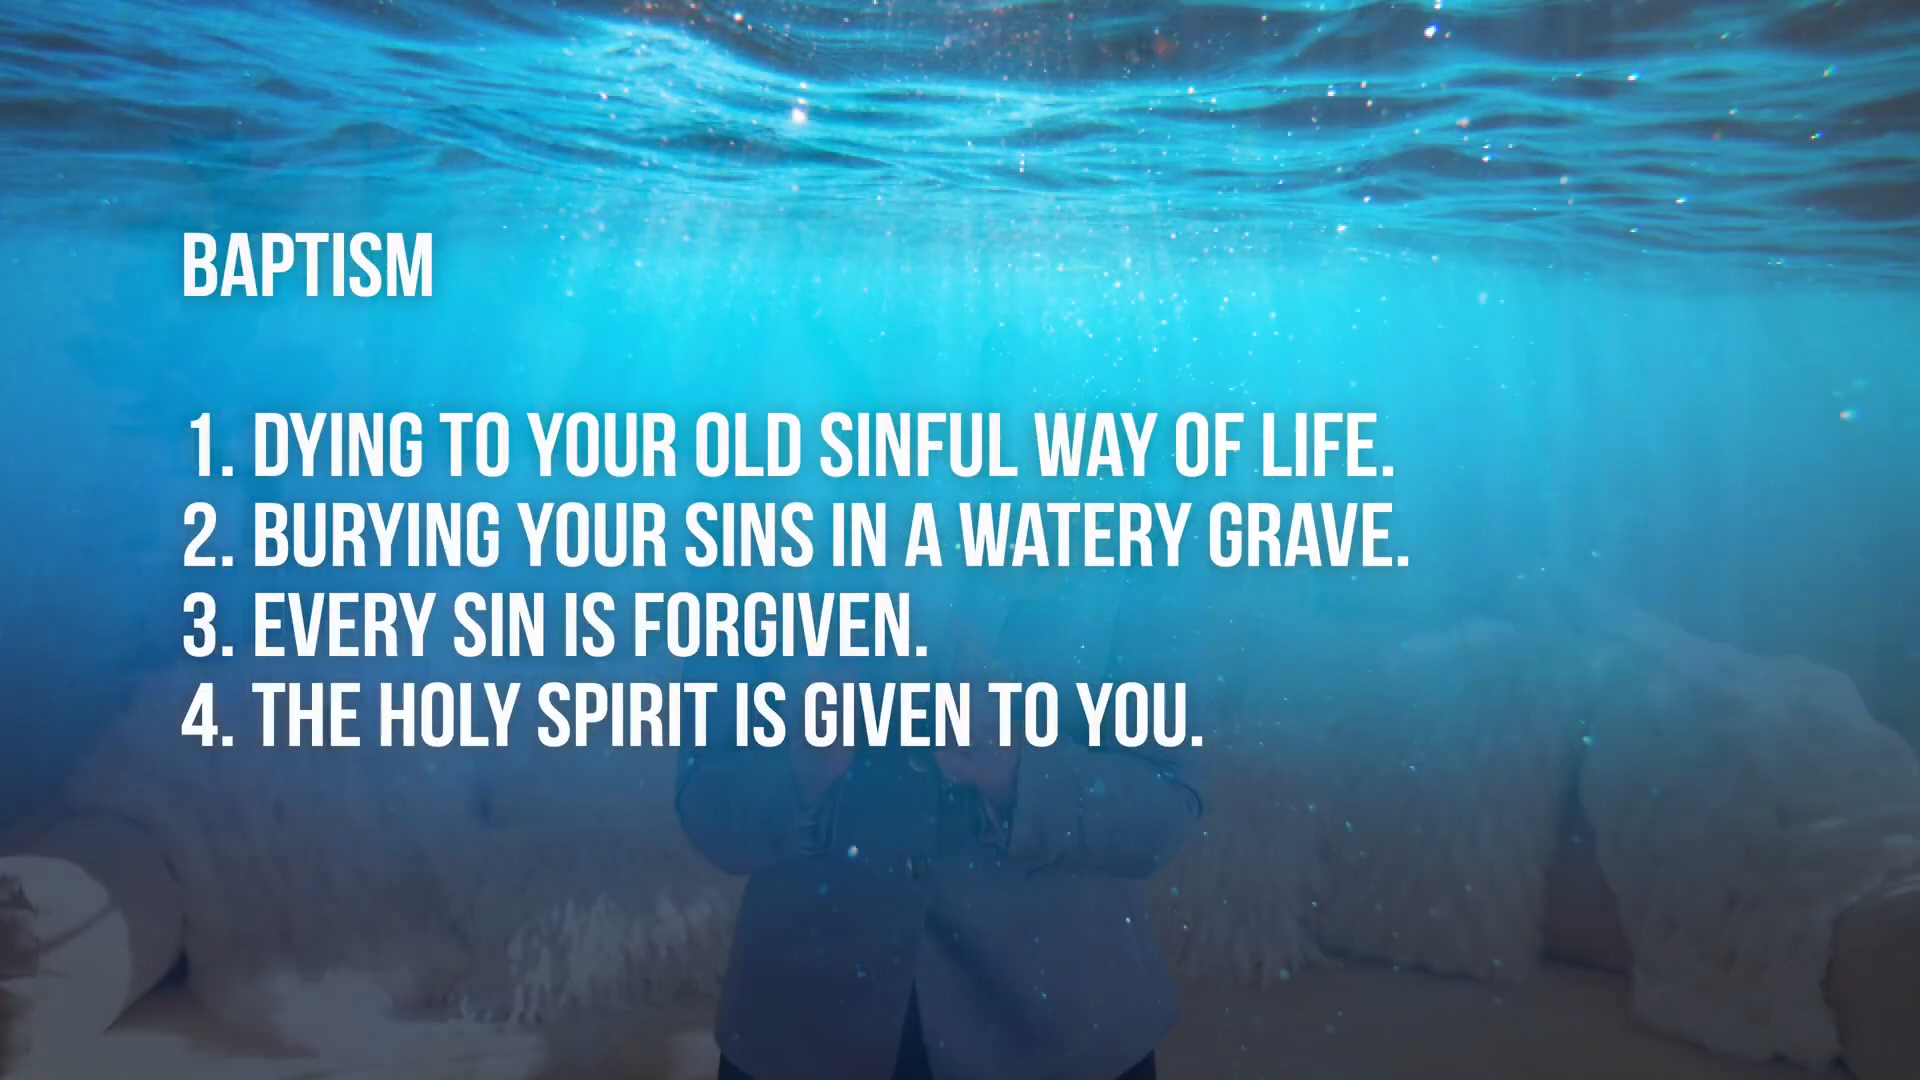 BAPTISM
1. DYING TO YOUR OLD SINFUL WAY OF LIFE.
2. BURYING YOUR SINS IN A WATERY GRAVE.
3. EVERY SIN IS FORGIVEN.
4. THE HOLY SPIRIT IS GIVEN TO YOU.